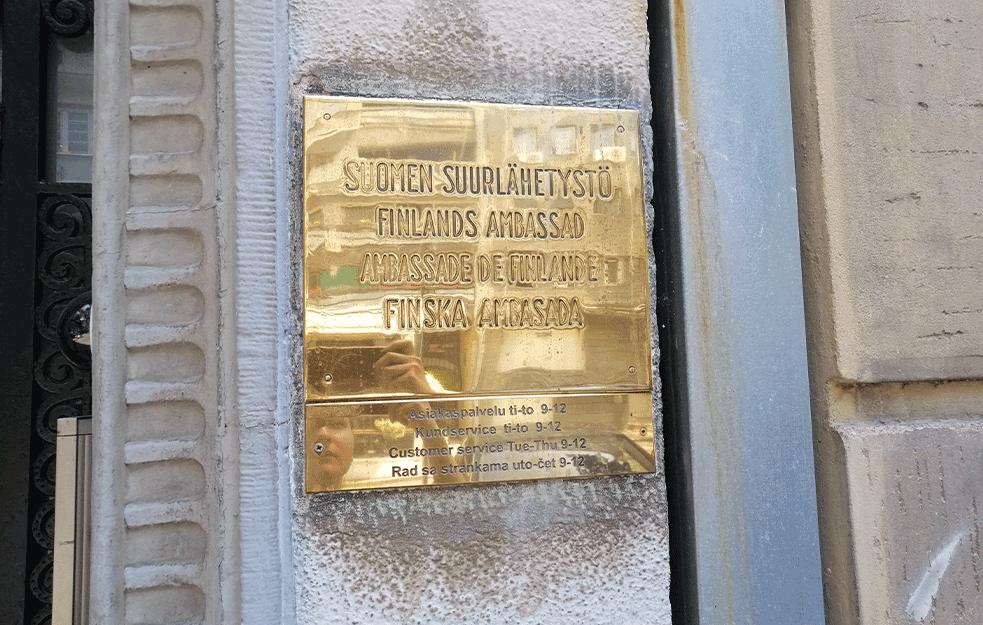 SUOMEN SUURLÄHETYSTÖ
FINLANDS AMBASSAD
AMBASSADE DE FINLANDE
FINSKA AMBASADA
Asiakaspalvelu ti-to 9-12
Kundservice ti-to 9-12
Customer service Tue-Thu 9-12
Rad sa strankama uto-čet 9-12